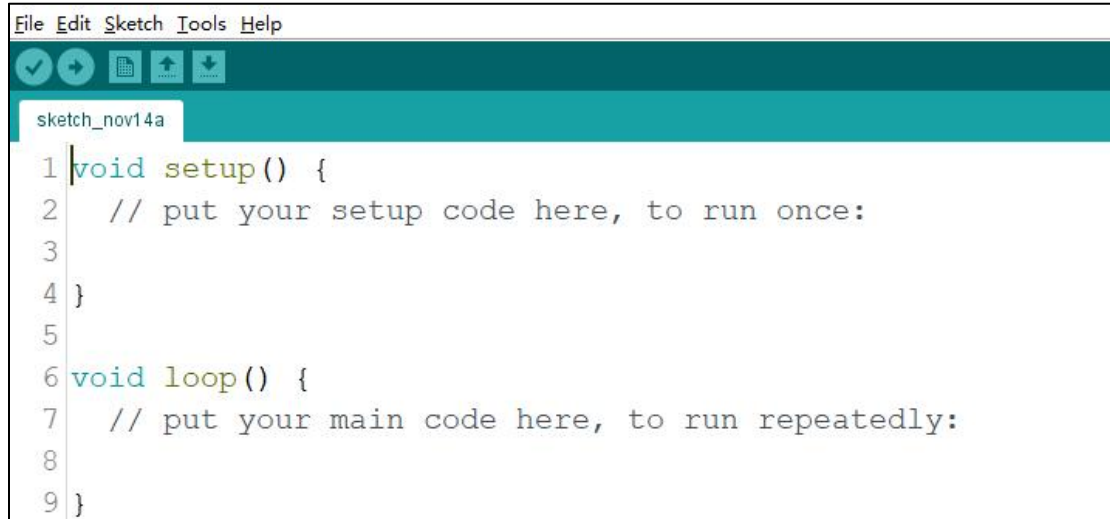 File Edit Sketch Tools Help
sketch_nov14a
1 void setup() {
2   // put your setup code here, to run once:
3
4 }
5
6 void loop() {
7   // put your main code here, to run repeatedly:
8
9 }